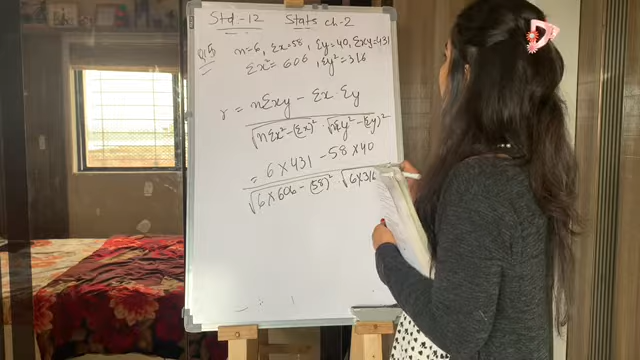 Std-12 Stats ch-2
Q.5 n=6, Σx=58, Σy=40, Σxy=431
Σx²=606, Σy²=316
r = nΣxy - Σx.Σy
√nΣx²-(Σx)² . √nΣy²-(Σy)²
= 6×431 - 58×40
√6×606-(58)² . √6×316